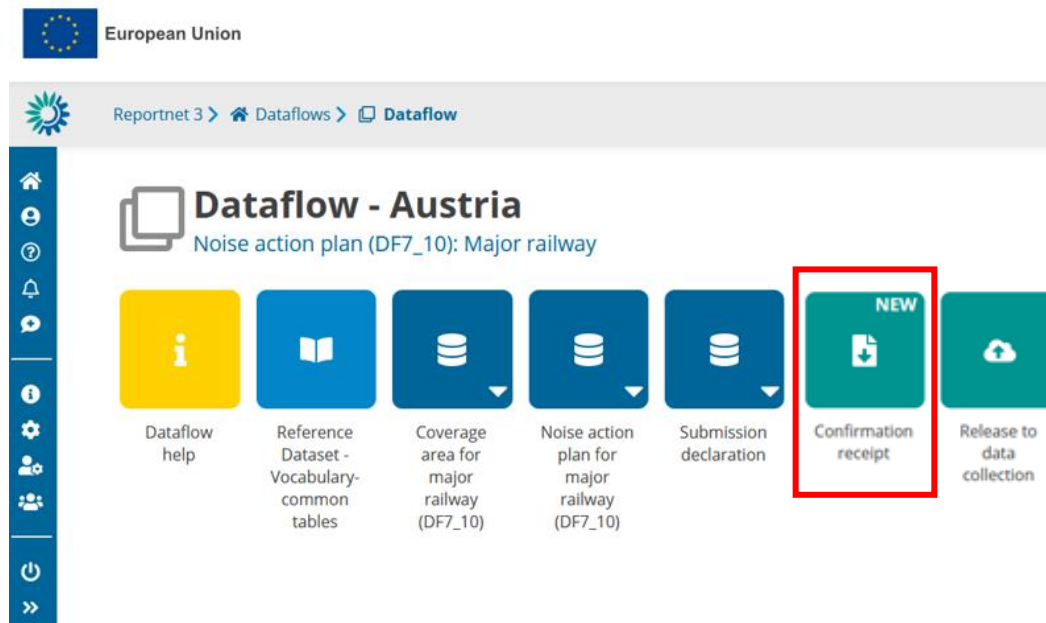 European Union
Reportnet 3 > Dataflows > Dataflow
Dataflow - Austria
Noise action plan (DF7_10): Major railway
NEW
Dataflow
help
Reference
Dataset -
Vocabulary-
common
tables
Coverage
area for
major
railway
(DF7_10)
Noise action
plan for
major
railway
(DF7_10)
Submission
declaration
Confirmation
receipt
Release to
data
collection